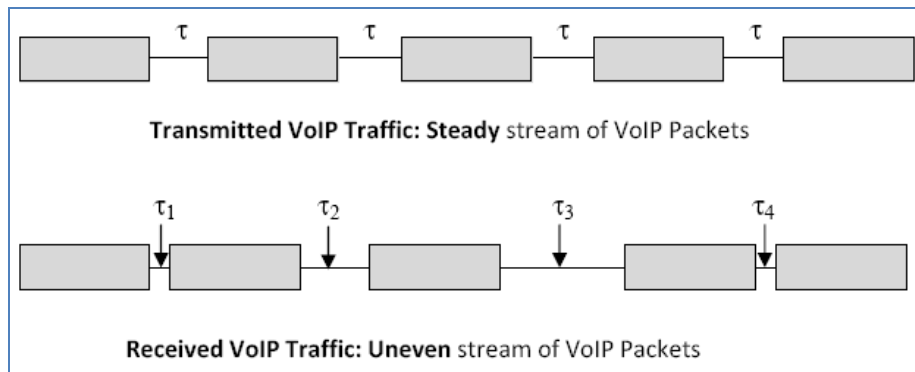 τ τ τ τ
Transmitted VoIP Traffic: Steady stream of VoIP Packets
τ1 τ2 τ3 τ4
Received VoIP Traffic: Uneven stream of VoIP Packets